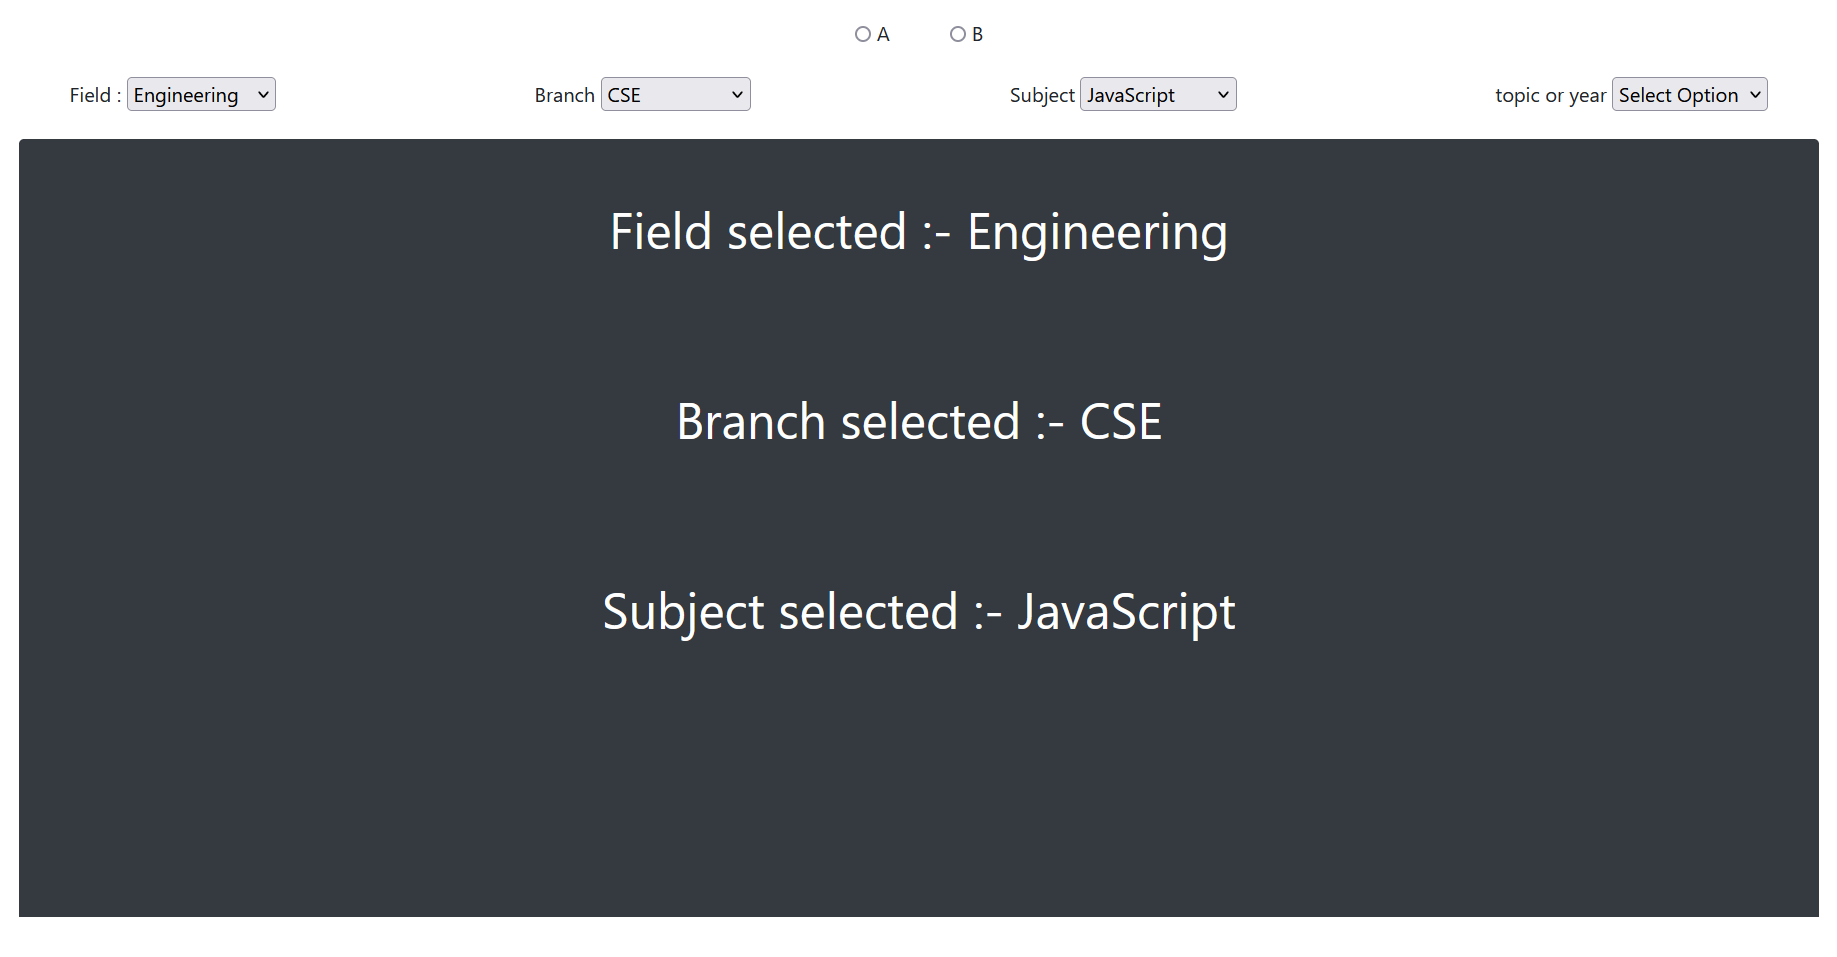 A B
Field : Engineering Branch CSE Subject JavaScript topic or year Select Option
Field selected :- Engineering
Branch selected :- CSE
Subject selected :- JavaScript